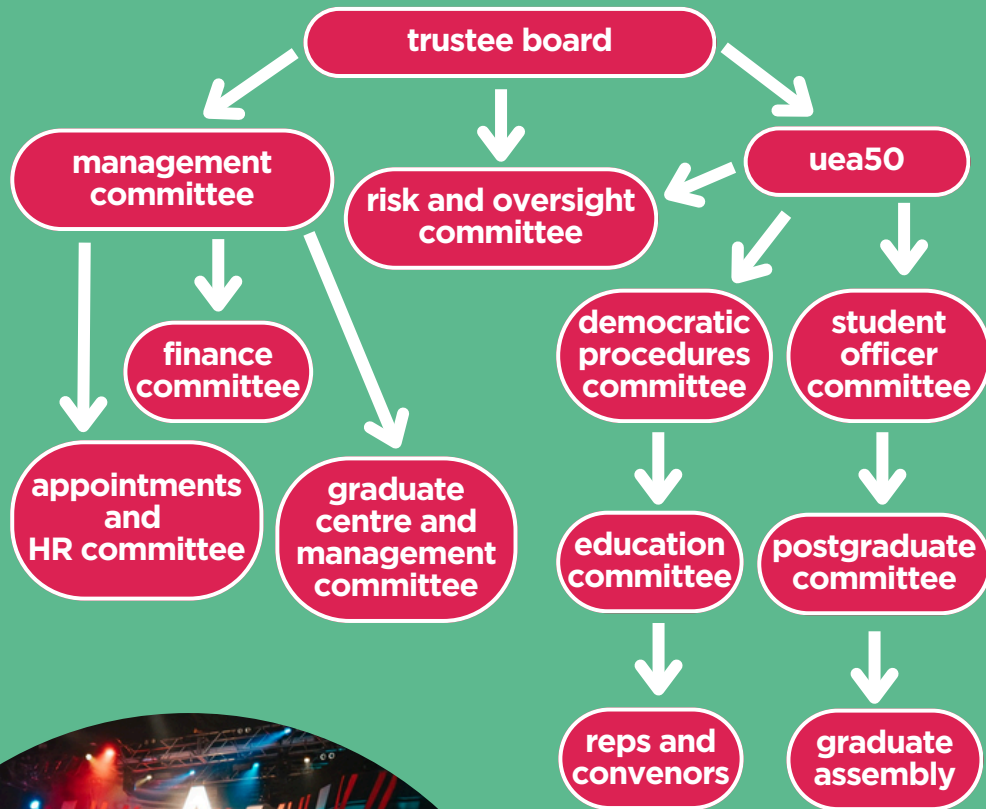 trustee board
management
committee
uea50
risk and oversight
committee
finance
committee
democratic
procedures
committee
student
officer
committee
appointments
and
HR committee
graduate
centre and
management
committee
education
committee
postgraduate
committee
reps and
convenors
graduate
assembly